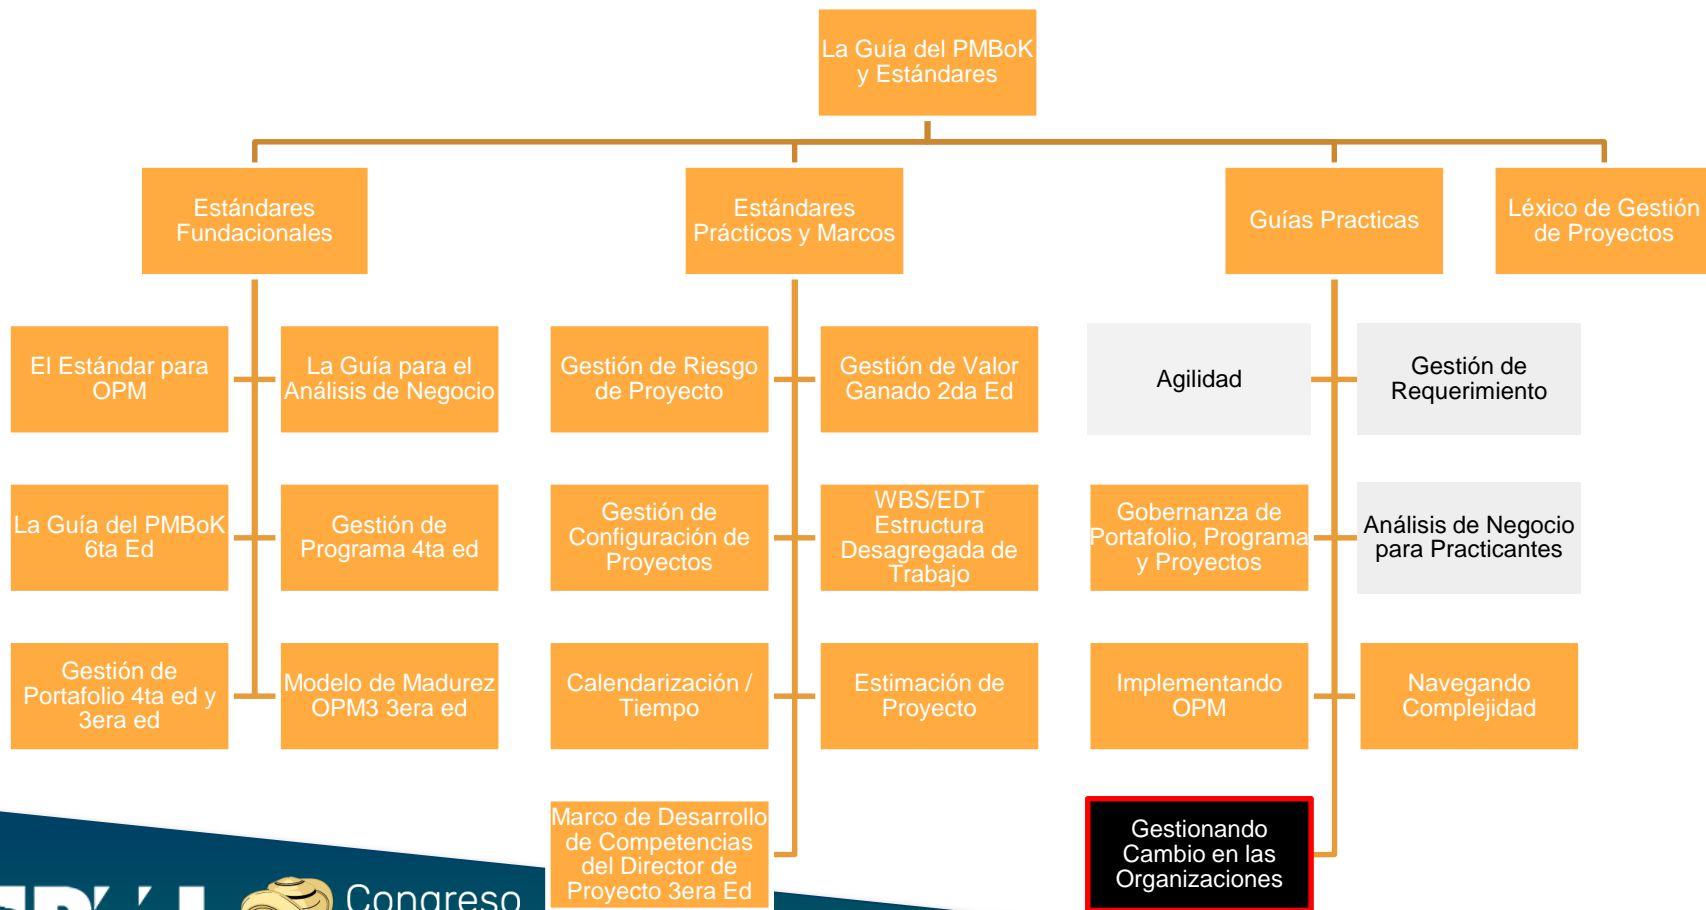 La Guía del PMBoK
y Estándares
Estándares
Fundacionales
Estándares
Prácticos y Marcos
Guías Practicas
Léxico de Gestión
de Proyectos
El Estándar para
OPM
La Guía para el
Análisis de Negocio
Gestión de Riesgo
de Proyecto
Gestión de Valor
Ganado 2da Ed
Agilidad
Gestión de
Requerimiento
La Guía del PMBoK
6ta Ed
Gestión de
Programa 4ta ed
Gestión de
Configuración de
Proyectos
WBS/EDT
Estructura
Desagregada de
Trabajo
Gobernanza de
Portafolio, Programa
y Proyectos
Análisis de Negocio
para Practicantes
Gestión de
Portafolio 4ta ed y
3era ed
Modelo de Madurez
OPM3 3era ed
Calendarización /
Tiempo
Estimación de
Proyecto
Implementando
OPM
Navegando
Complejidad
Marco de Desarrollo
de Competencias
del Director de
Proyecto 3era Ed
Gestionando
Cambio en las
Organizaciones
Congreso